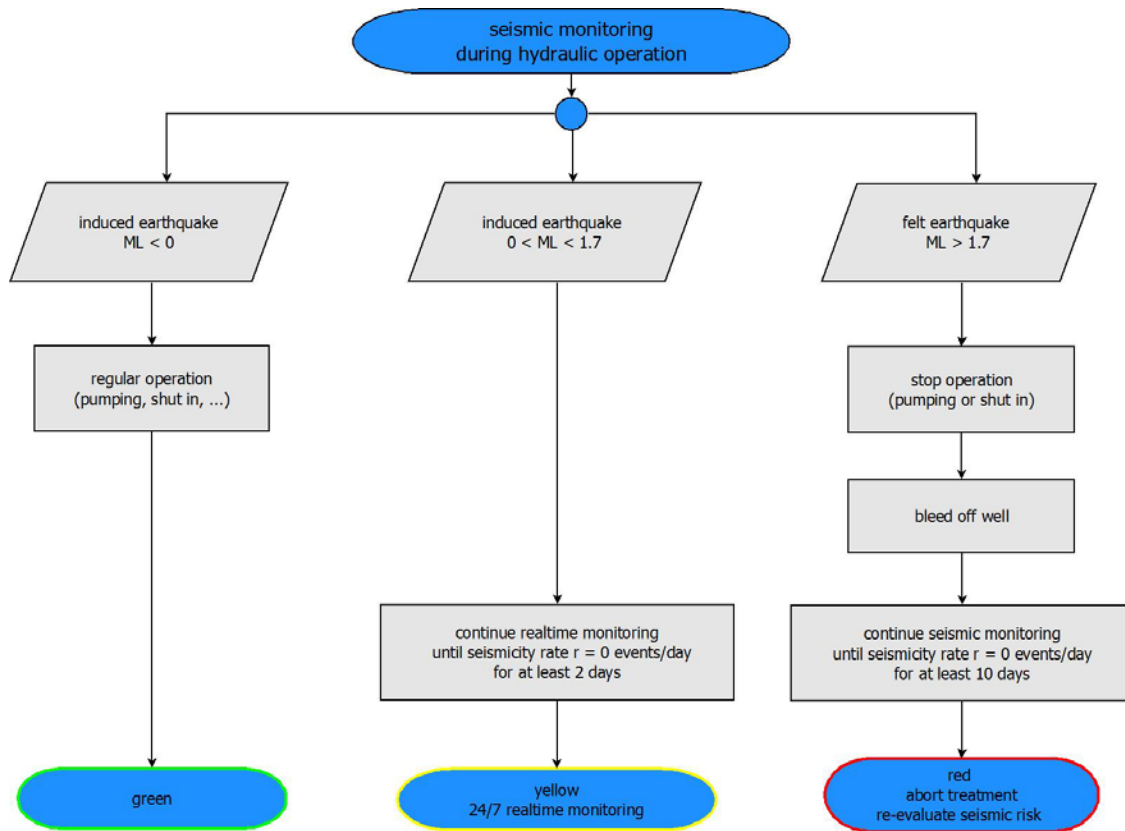 seismic monitoring
during hydraulic operation
induced earthquake
ML < 0
induced earthquake
0 < ML < 1.7
felt earthquake
ML > 1.7
regular operation
(pumping, shut in, ...)
stop operation
(pumping or shut in)
bleed off well
continue realtime monitoring
until seismicity rate r = 0 events/day
for at least 2 days
continue seismic monitoring
until seismicity rate r = 0 events/day
for at least 10 days
green
yellow
24/7 realtime monitoring
red
abort treatment
re-evaluate seismic risk